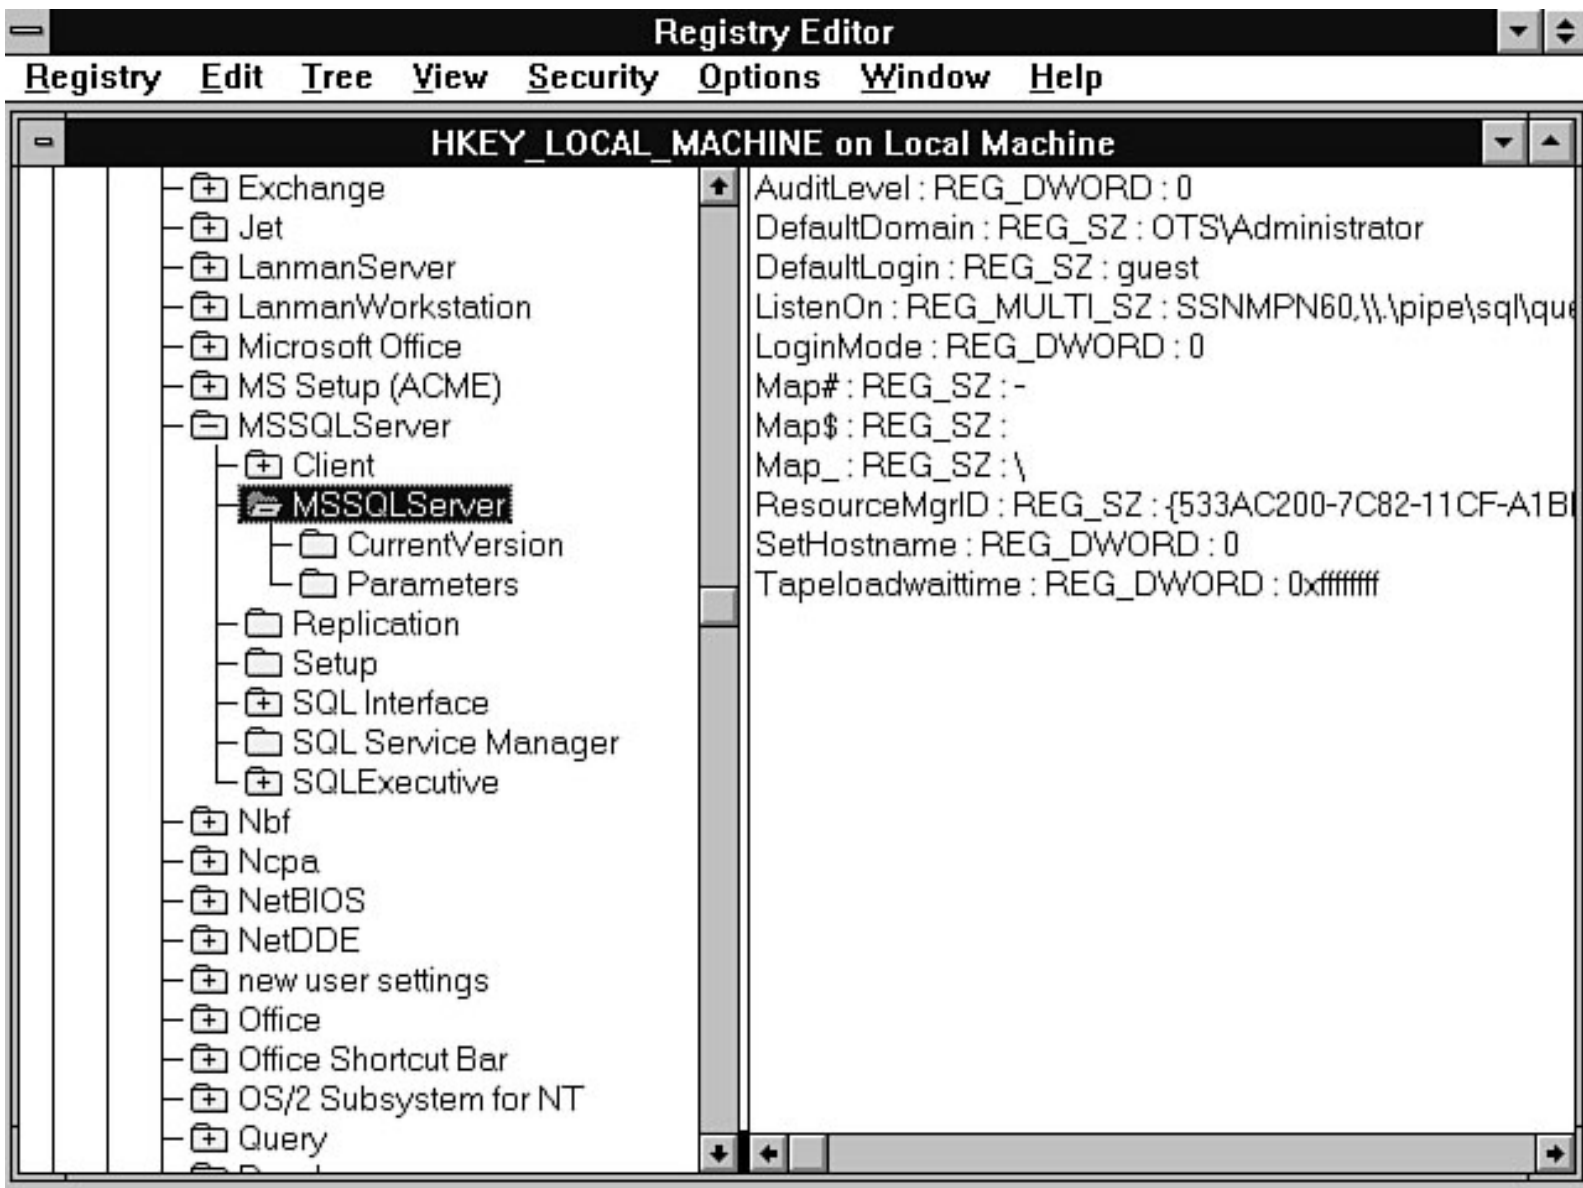 Registry Editor
Registry Edit Tree View Security Options Window Help
HKEY_LOCAL_MACHINE on Local Machine
Exchange
Jet
LanmanServer
LanmanWorkstation
Microsoft Office
MS Setup (ACME)
MSSQLServer
Client
MSSQLServer
CurrentVersion
Parameters
Replication
Setup
SQL Interface
SQL Service Manager
SQLExecutive
Nbf
Ncpa
NetBIOS
NetDDE
new user settings
Office
Office Shortcut Bar
OS/2 Subsystem for NT
Query
AuditLevel : REG_DWORD : 0
DefaultDomain : REG_SZ : OTS\Administrator
DefaultLogin : REG_SZ : guest
ListenOn : REG_MULTI_SZ : SSNMPN60,\\.\pipe\sql\que
LoginMode : REG_DWORD : 0
Map# : REG_SZ : -
Map$ : REG_SZ :
Map_ : REG_SZ : \
ResourceMgrID : REG_SZ : {533AC200-7C82-11CF-A1B
SetHostname : REG_DWORD : 0
Tapeloadwaittime : REG_DWORD : 0xffffffff